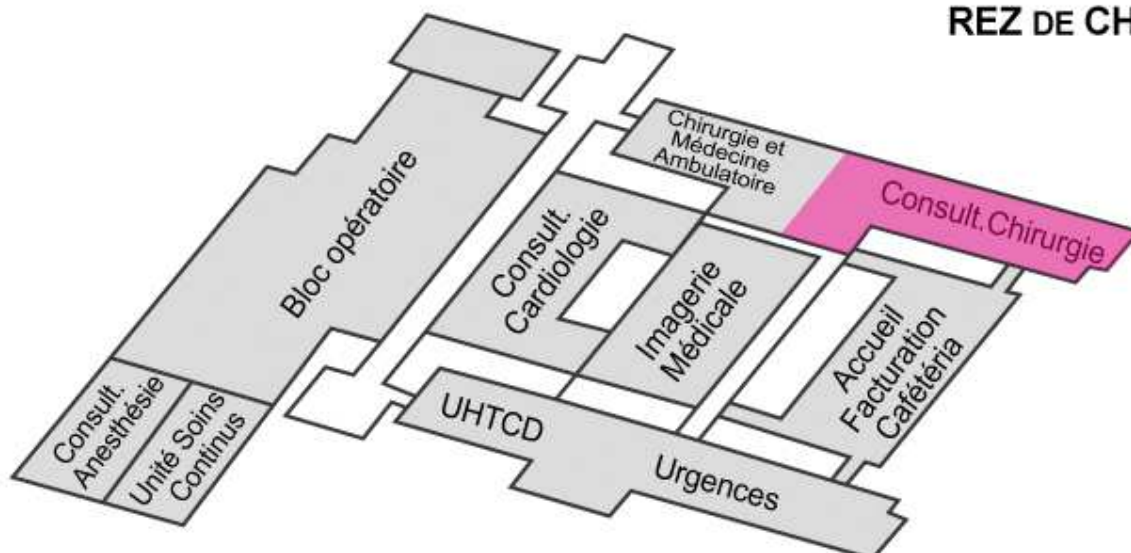 REZ DE CH
Chirurgie et
Médecine
Ambulatoire
Consult. Chirurgie
Bloc opératoire
Consult.
Cardiologie
Imagerie
Médicale
Accueil
Facturation
Cafétéria
Consult.
Anesthésie
Unité Soins
Continus
UHTCD
Urgences